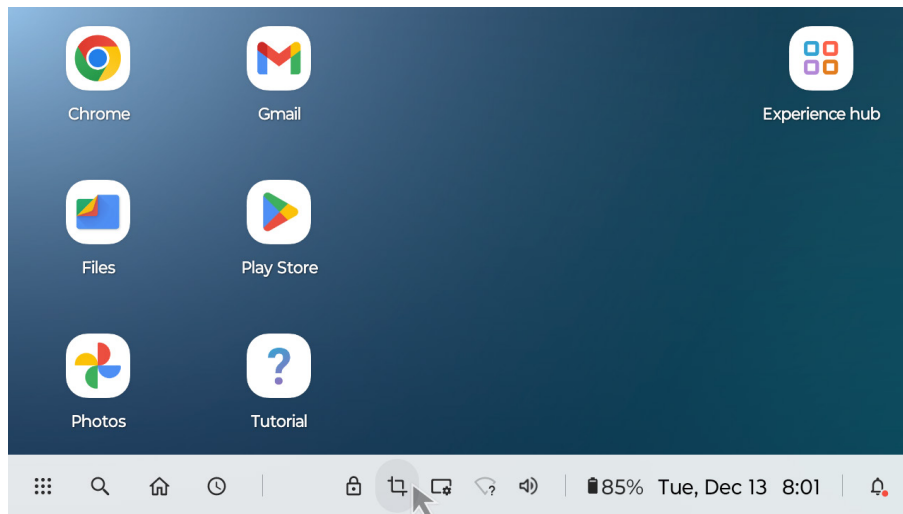 Chrome
Gmail
Experience hub
Files
Play Store
Photos
Tutorial
85% Tue, Dec 13 8:01